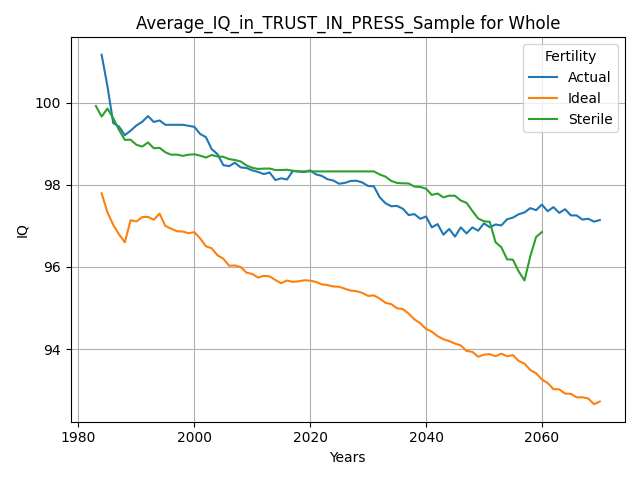 Average_IQ_in_TRUST_IN_PRESS_Sample for Whole
Fertility
Actual
Ideal
Sterile
100
98
96
94
IQ
1980
2000
2020
2040
2060
Years